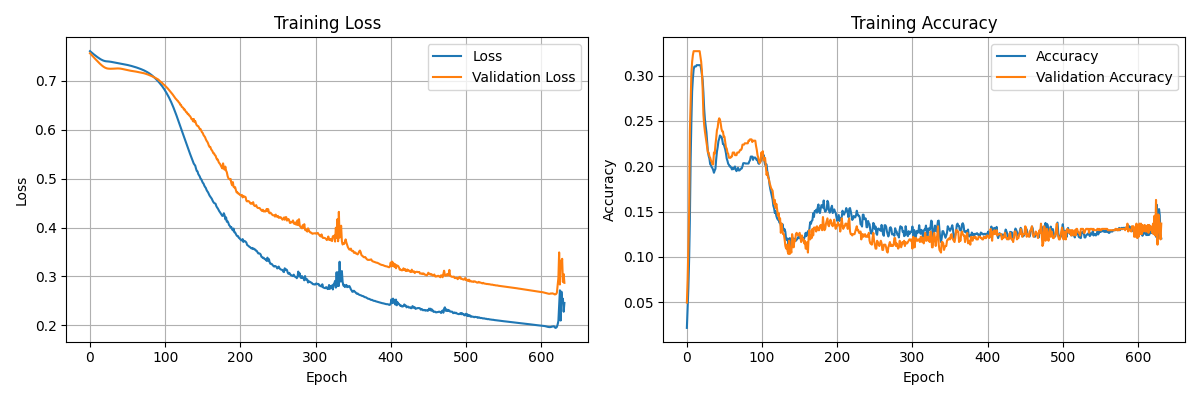 Training Loss
Loss
Validation Loss
0.7
0.6
0.5
0.4
0.3
0.2
Loss
0
100
200
300
400
500
600
Epoch
Training Accuracy
Accuracy
Validation Accuracy
0.30
0.25
0.20
0.15
0.10
0.05
Accuracy
0
100
200
300
400
500
600
Epoch